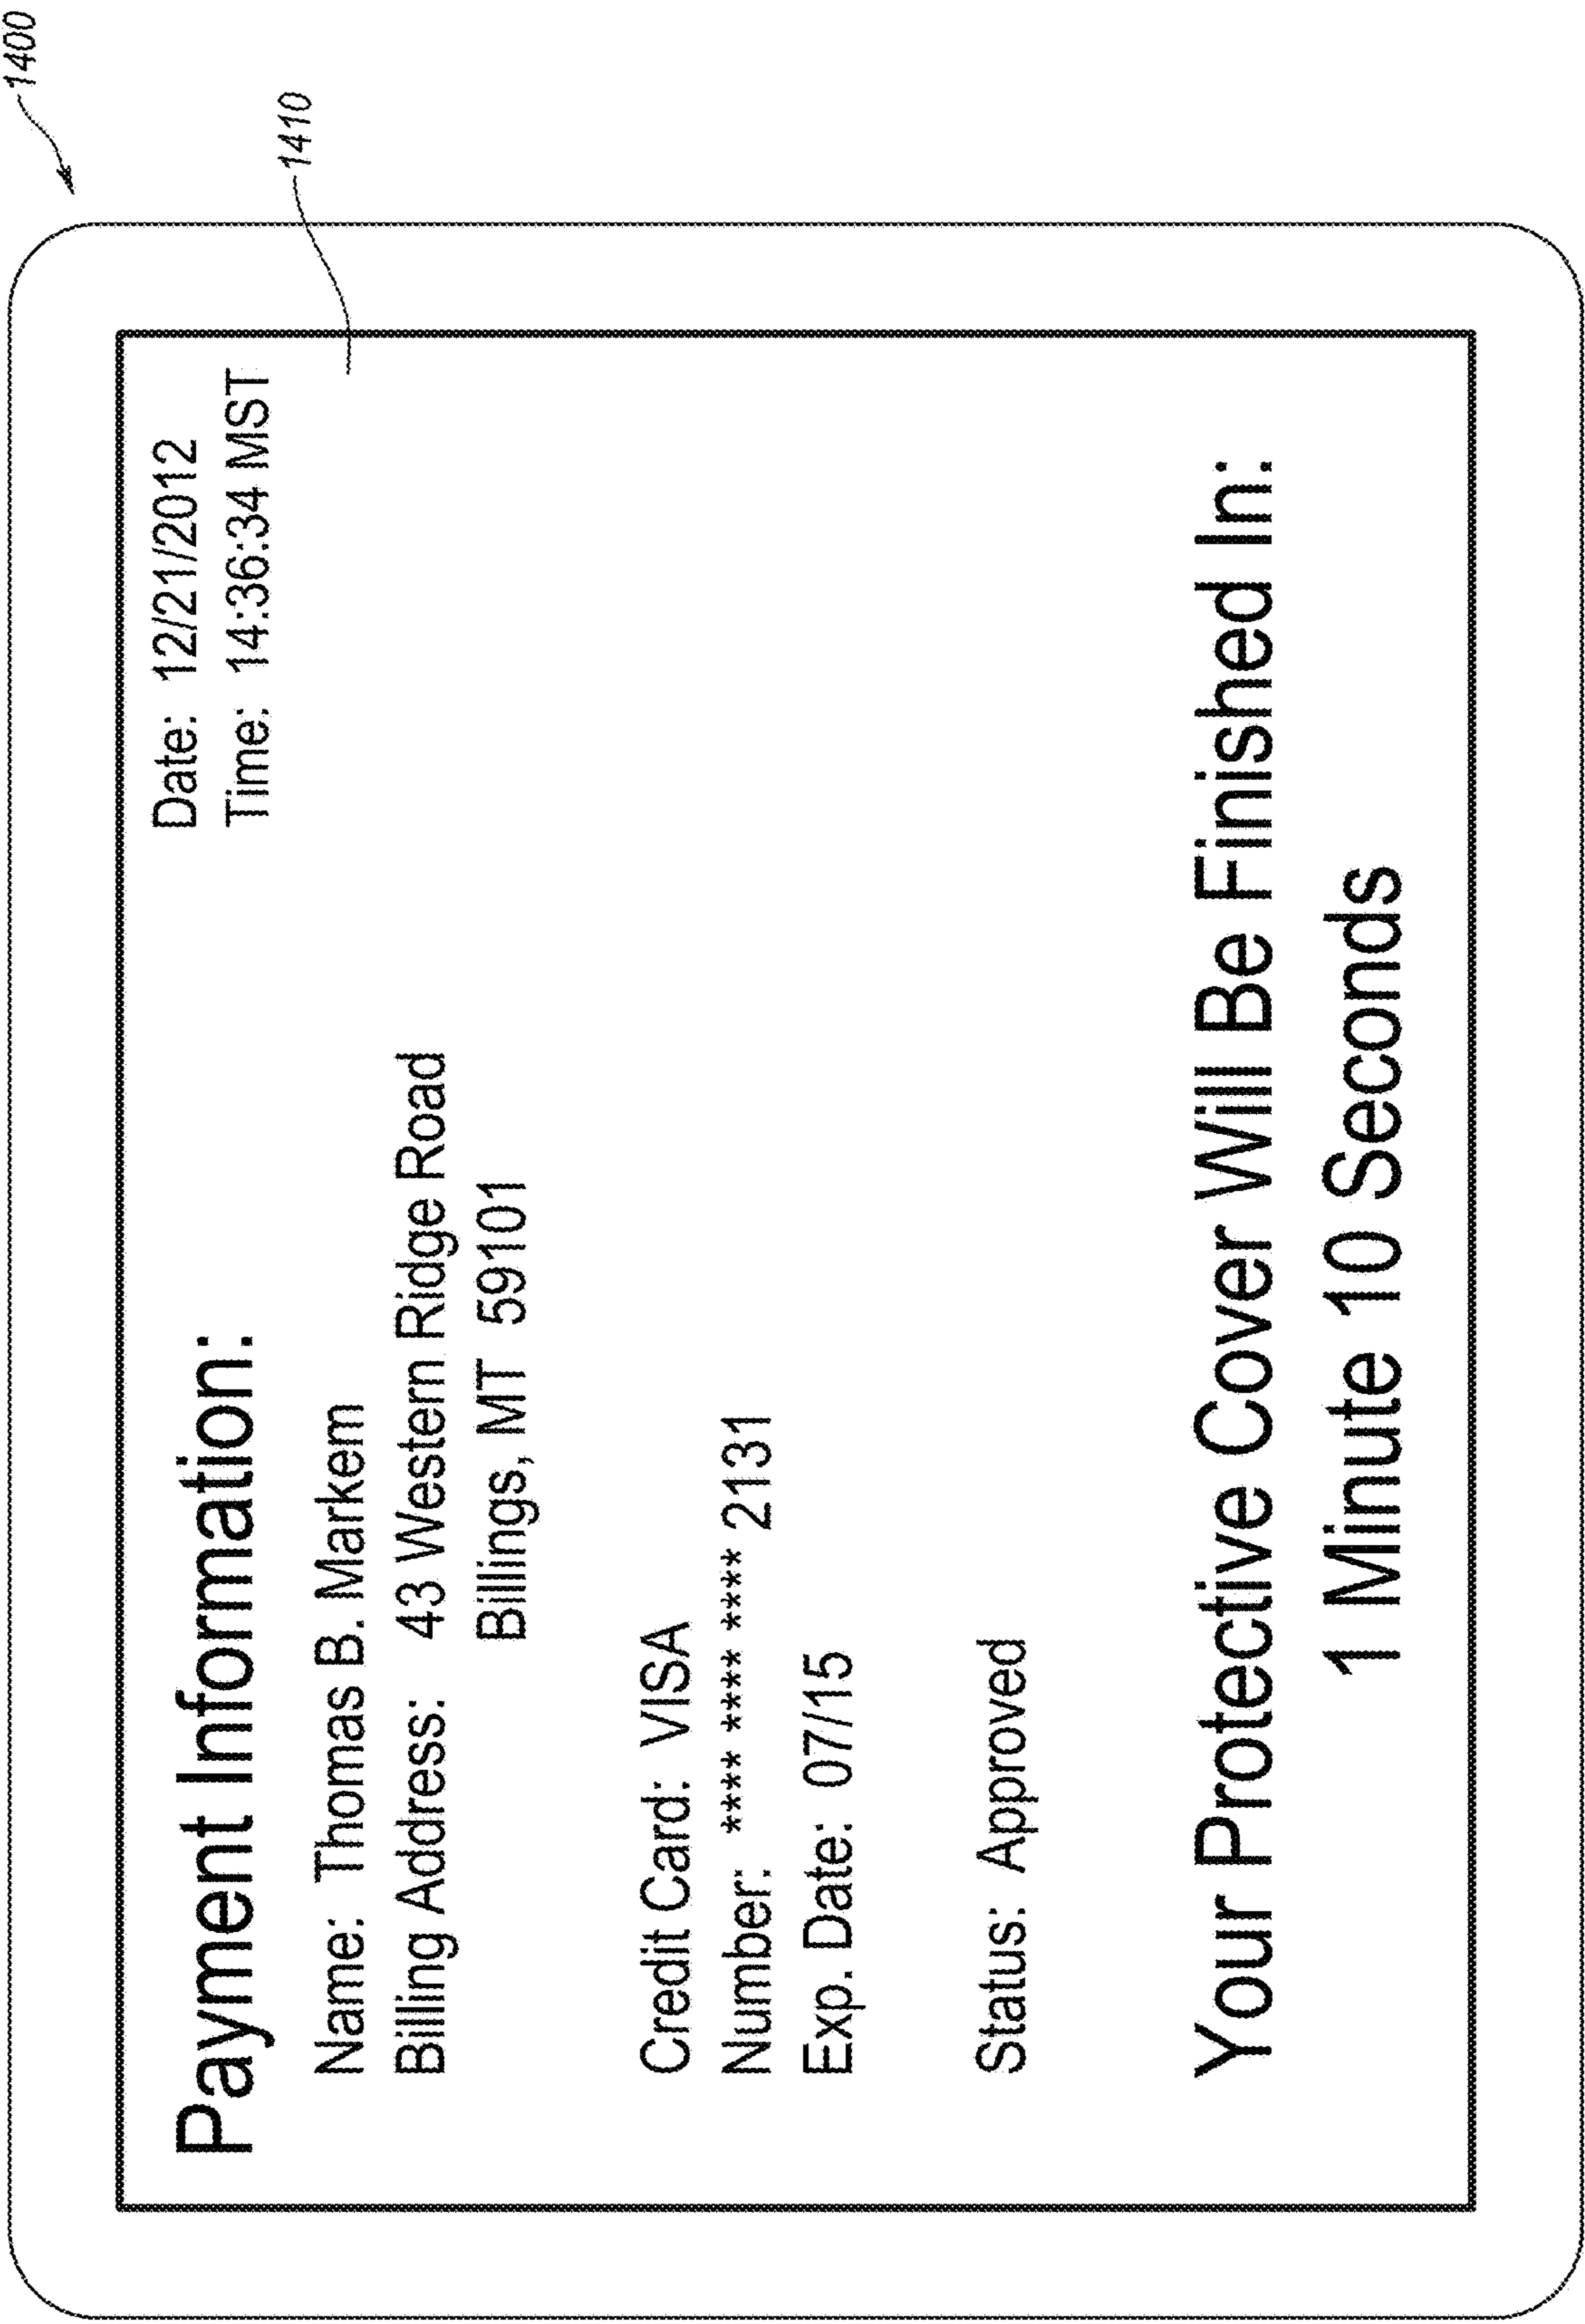 1400
1410
Date: 12/21/2012
Time: 14:36:34 MST
Payment Information:
Name: Thomas B. Markem
Billing Address: 43 Western Ridge Road
Billings, MT 59101
Credit Card: VISA
Number: **** **** **** 2131
Exp. Date: 07/15
Status: Approved
Your Protective Cover Will Be Finished In:
1 Minute 10 Seconds